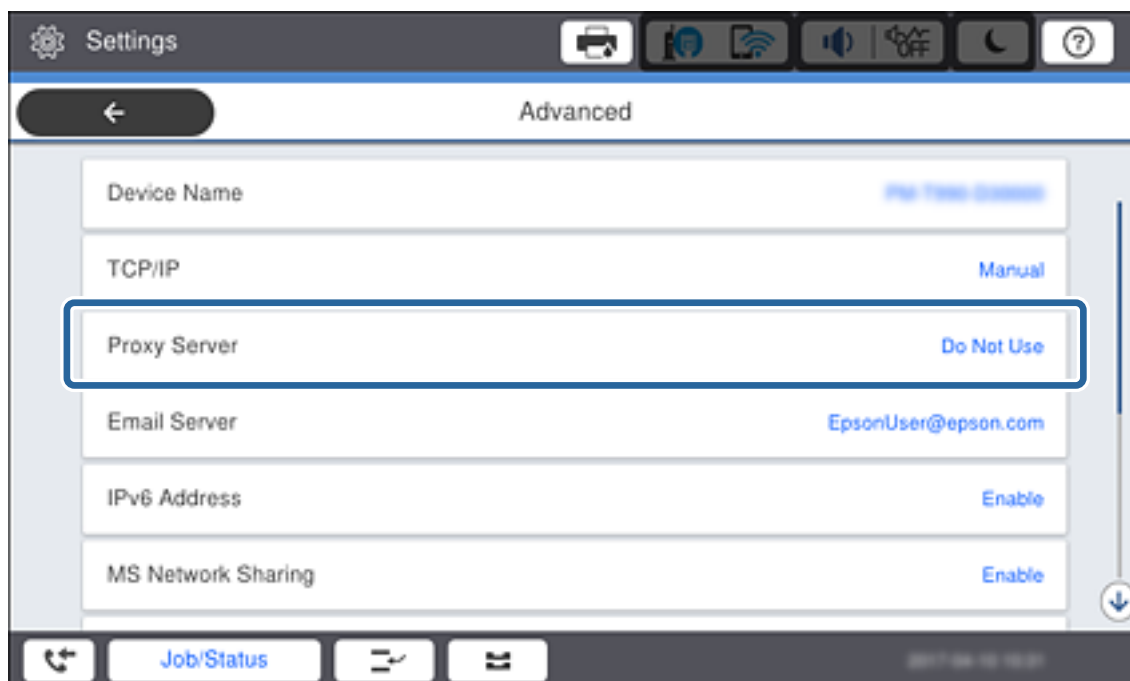 Settings
OFF
?
Advanced
Device Name
TCP/IP Manual
Proxy Server Do Not Use
Email Server EpsonUser@epson.com
IPv6 Address Enable
MS Network Sharing Enable
Job/Status